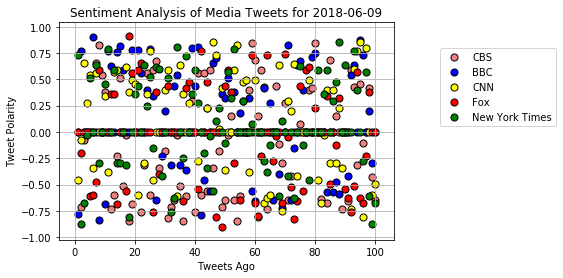 Sentiment Analysis of Media Tweets for 2018-06-09
1.00
0.75
0.50
0.25
0.00
−0.25
−0.50
−0.75
−1.00
Tweet Polarity
0
20
40
60
80
100
Tweets Ago
CBS
BBC
CNN
Fox
New York Times